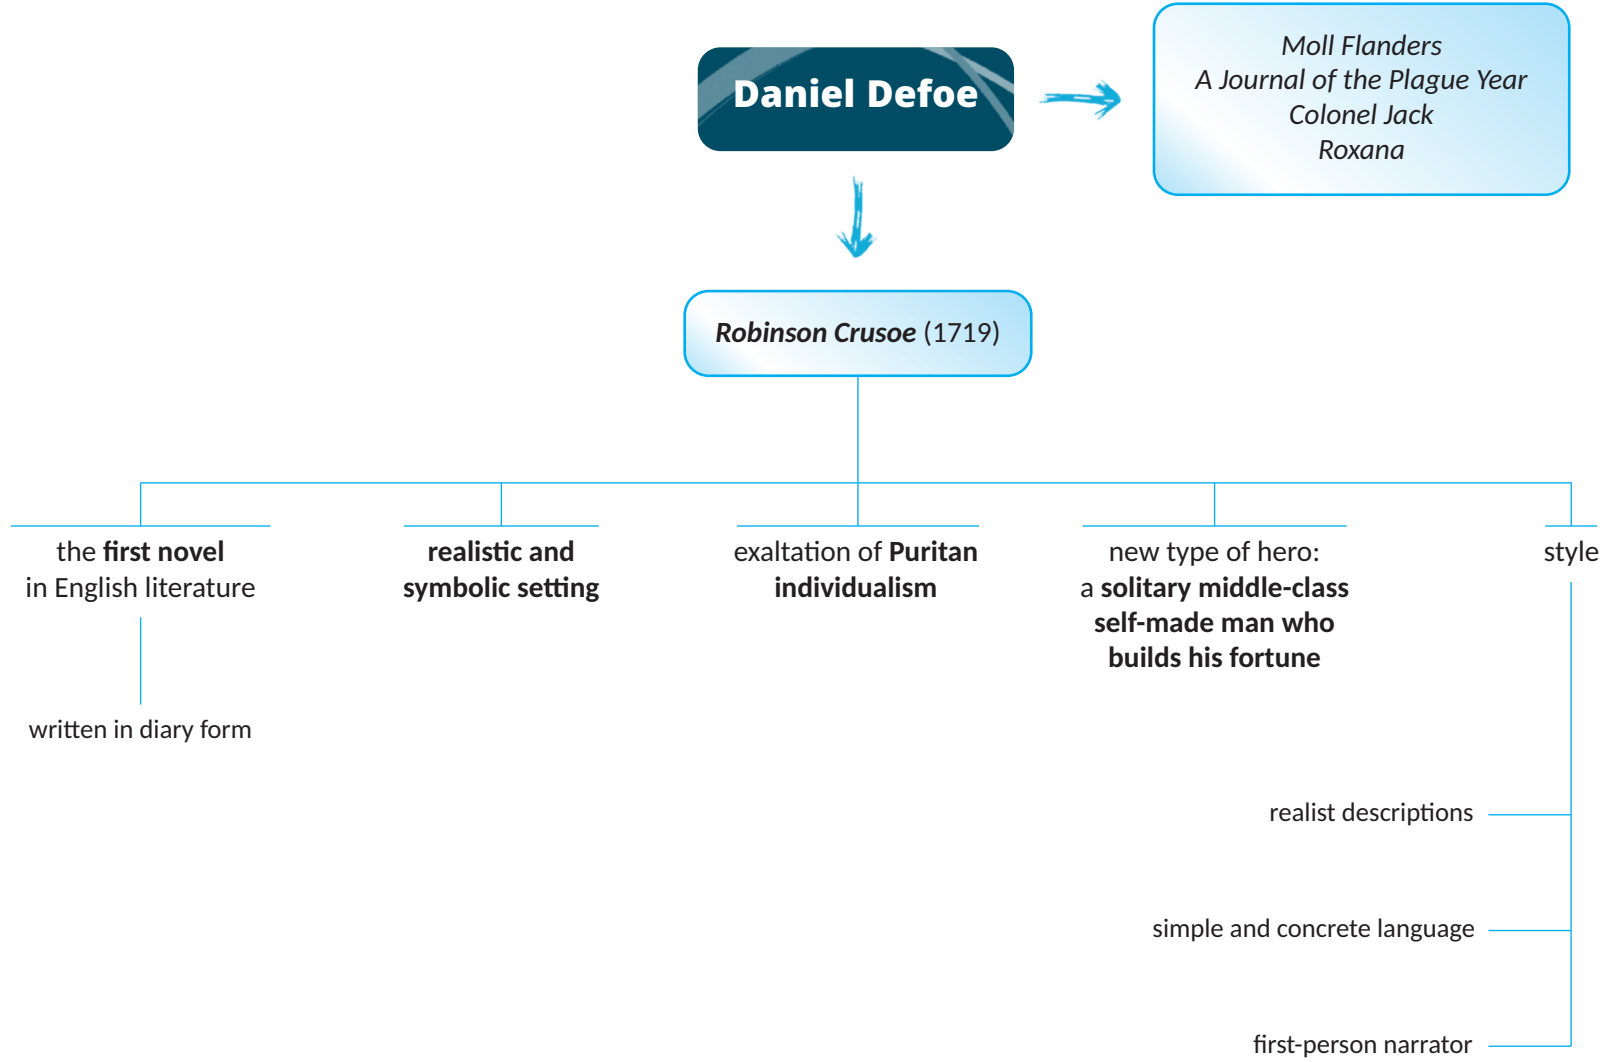 Daniel Defoe
Moll Flanders
A Journal of the Plague Year
Colonel Jack
Roxana
Robinson Crusoe (1719)
the first novel
in English literature
written in diary form
realistic and
symbolic setting
exaltation of Puritan
individualism
new type of hero:
a solitary middle-class
self-made man who
builds his fortune
style
realist descriptions
simple and concrete language
first-person narrator